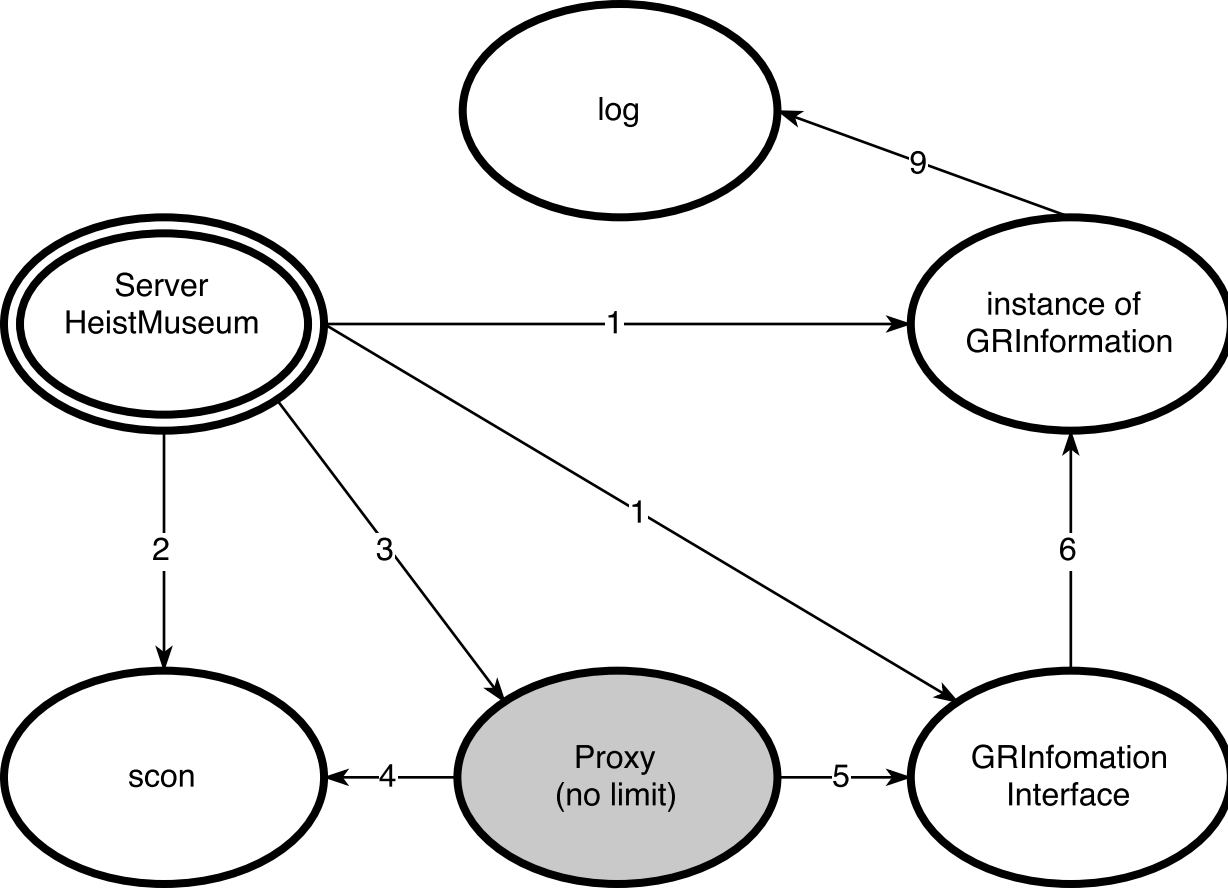 log
9
Server
HeistMuseum
1
instance of
GRInformation
1
2
3
6
scon
4
Proxy
(no limit)
5
GRInfomation
Interface